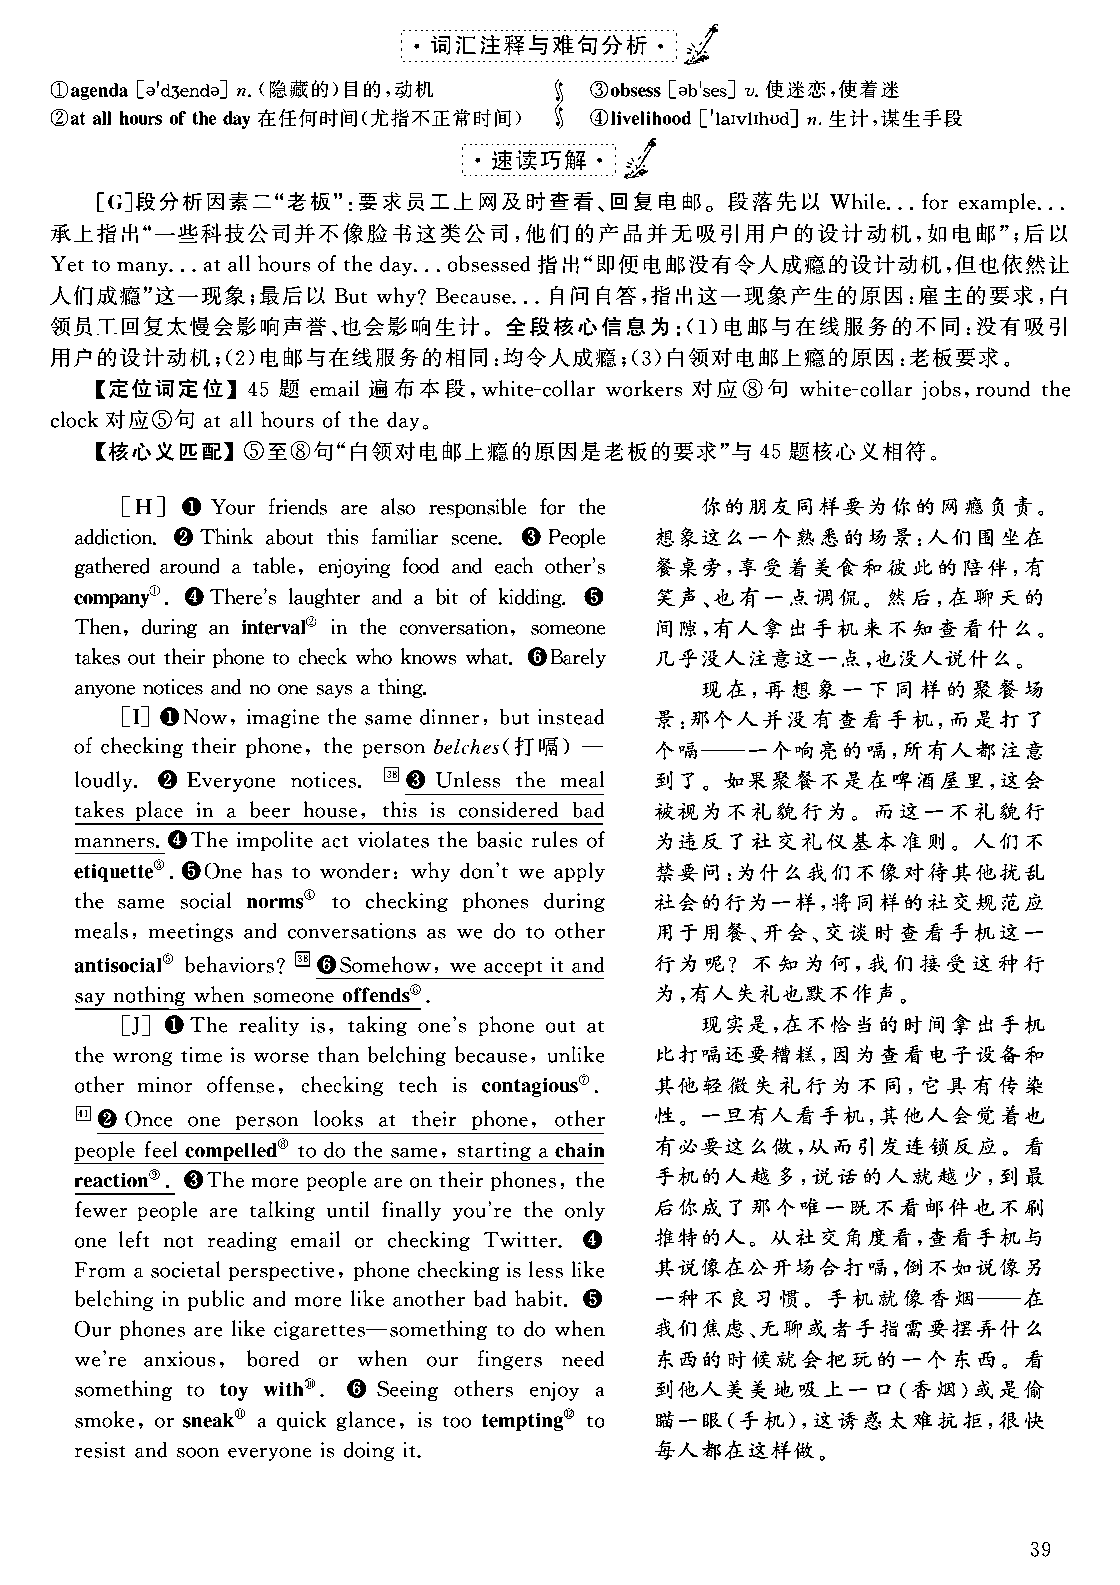 ·词汇注释与难句分析·
①agenda [ə'dʒendə] n. (隐藏的)目的,动机
②at all hours of the day 在任何时间(尤指不正常时间)
③obsess [əb'ses] v. 使迷恋,使着迷
④livelihood ['laɪvlɪhʊd] n. 生计,谋生手段
·速读巧解·
[G]段分析因素二“老板”:要求员工上网及时查看、回复电邮。段落先以 While... for example...
承上指出“一些科技公司并不像脸书这类公司,他们的产品并无吸引用户的设计动机,如电邮”;后以
Yet to many... at all hours of the day... obsessed 指出“即便电邮没有令人成瘾的设计动机,但也依然让
人们成瘾”这一现象;最后以 But why? Because... 自问自答,指出这一现象产生的原因:雇主的要求,白
领员工回复太慢会影响声誉、也会影响生计。全段核心信息为:(1)电邮与在线服务的不同:没有吸引
用户的设计动机;(2)电邮与在线服务的相同:均令人成瘾;(3)白领对电邮上瘾的原因:老板要求。
【定位词定位】45 题 email 遍布本段,white-collar workers 对应⑧句 white-collar jobs,round the
clock 对应⑤句 at all hours of the day。
【核心义匹配】⑤至⑧句“白领对电邮上瘾的原因是老板的要求”与 45 题核心义相符。
[H] ❶ Your friends are also responsible for the
addiction. ❷ Think about this familiar scene. ❸ People
gathered around a table, enjoying food and each other's
company①. ❹ There's laughter and a bit of kidding. ❺
Then, during an interval② in the conversation, someone
takes out their phone to check who knows what. ❻Barely
anyone notices and no one says a thing.
[I] ❶Now, imagine the same dinner, but instead
of checking their phone, the person belches(打嗝) —
loudly. ❷ Everyone notices. 38 ❸ Unless the meal
takes place in a beer house, this is considered bad
manners. ❹The impolite act violates the basic rules of
etiquette③. ❺One has to wonder: why don't we apply
the same social norms④ to checking phones during
meals, meetings and conversations as we do to other
antisocial⑤ behaviors? 38 ❻Somehow, we accept it and
say nothing when someone offends⑥.
[J] ❶ The reality is, taking one's phone out at
the wrong time is worse than belching because, unlike
other minor offense, checking tech is contagious⑦.
41 ❷ Once one person looks at their phone, other
people feel compelled⑧ to do the same, starting a chain
reaction⑨. ❸The more people are on their phones, the
fewer people are talking until finally you're the only
one left not reading email or checking Twitter. ❹
From a societal perspective, phone checking is less like
belching in public and more like another bad habit. ❺
Our phones are like cigarettes—something to do when
we're anxious, bored or when our fingers need
something to toy with⑩. ❻ Seeing others enjoy a
smoke, or sneak⑪ a quick glance, is too tempting⑫ to
resist and soon everyone is doing it.
你的朋友同样要为你的网瘾负责。
想象这么一个熟悉的场景:人们围坐在
餐桌旁,享受着美食和彼此的陪伴,有
笑声、也有一点调侃。然后,在聊天的
间隙,有人拿出手机来不知查看什么。
几乎没人注意这一点,也没人说什么。
现在,再想象一下同样的聚餐场
景:那个人并没有查看手机,而是打了
个嗝——一个响亮的嗝,所有人都注意
到了。如果聚餐不是在啤酒屋里,这会
被视为不礼貌行为。而这一不礼貌行
为违反了社交礼仪基本准则。人们不
禁要问:为什么我们不像对待其他扰乱
社会的行为一样,将同样的社交规范应
用于用餐、开会、交谈时查看手机这一
行为呢?不知为何,我们接受这种行
为,有人失礼也默不作声。
现实是,在不恰当的时间拿出手机
比打嗝还要糟糕,因为查看电子设备和
其他轻微失礼行为不同,它具有传染
性。一旦有人看手机,其他人会觉着也
有必要这么做,从而引发连锁反应。看
手机的人越多,说话的人就越少,到最
后你成了那个唯一既不看邮件也不刷
推特的人。从社交角度看,查看手机与
其说像在公开场合打嗝,倒不如说像另
一种不良习惯。手机就像香烟——在
我们焦虑、无聊或者手指需要摆弄什么
东西的时候就会把玩的一个东西。看
到他人美美地吸上一口(香烟)或是偷
瞄一眼(手机),这诱惑太难抗拒,很快
每人都在这样做。
39